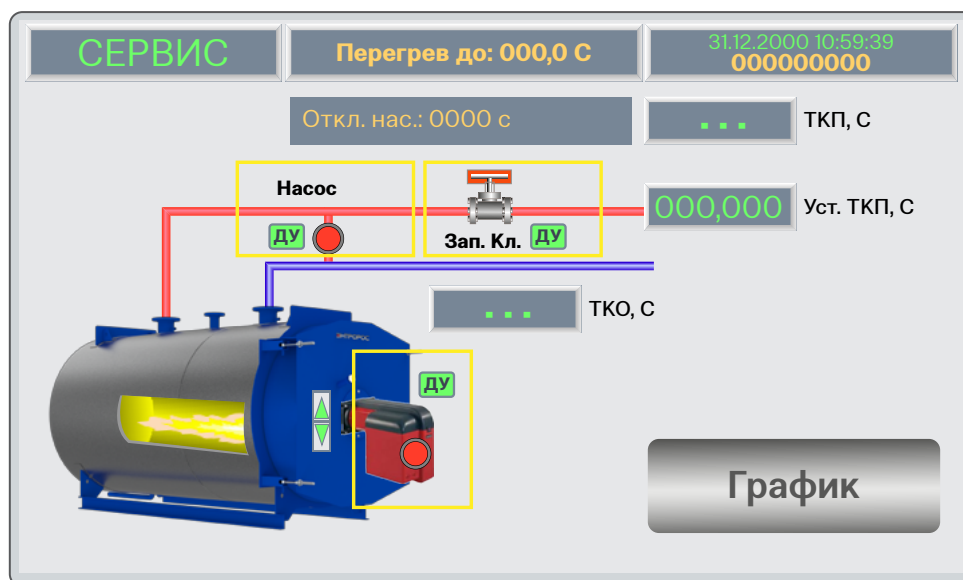 СЕРВИС
Перегрев до: 000,0 С
31.12.2000 10:59:39
000000000
Откл. нас.: 0000 с
...
ТКП, С
Насос
000,000
Уст. ТКП, С
ДУ
Зап. Кл.
ДУ
...
ТКО, С
ЭНТРОРОС
ДУ
График